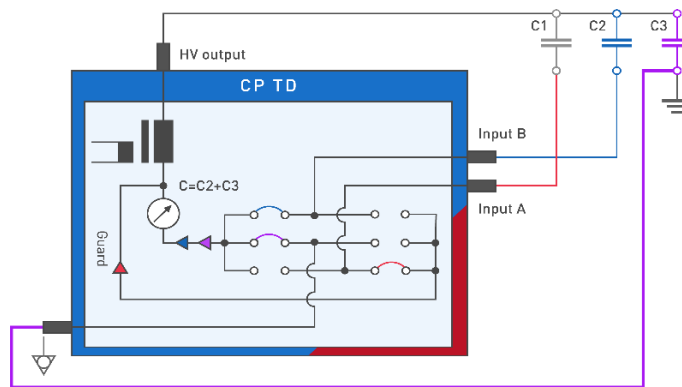 C1
C2
C3
HV output
CP TD
Input B
C=C2+C3
Input A
Guard